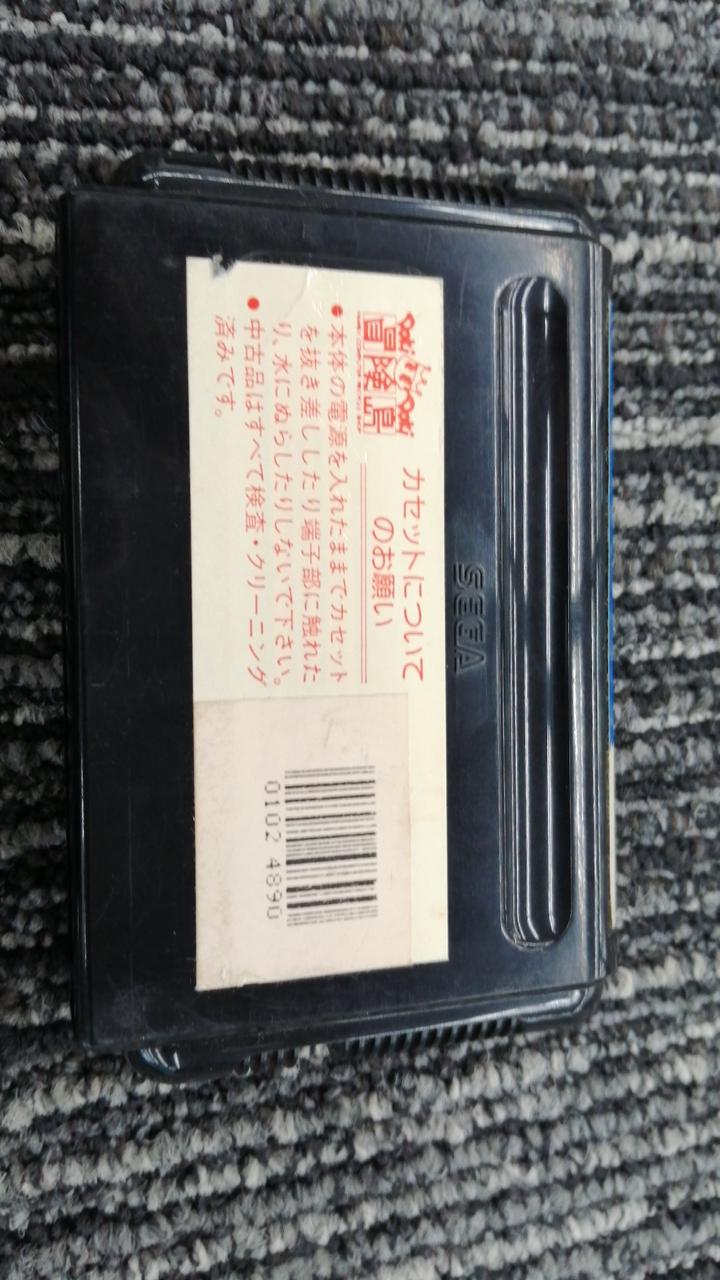 SEGA
Doki Doki
冒険島
カセットについて
のお願い
●本体の電源を入れたままでカセット
を抜き差ししたり端子部に触れた
り、水にぬらしたりしないで下さい。
●中古品はすべて検査・クリーニング
済みです。
0102 4890